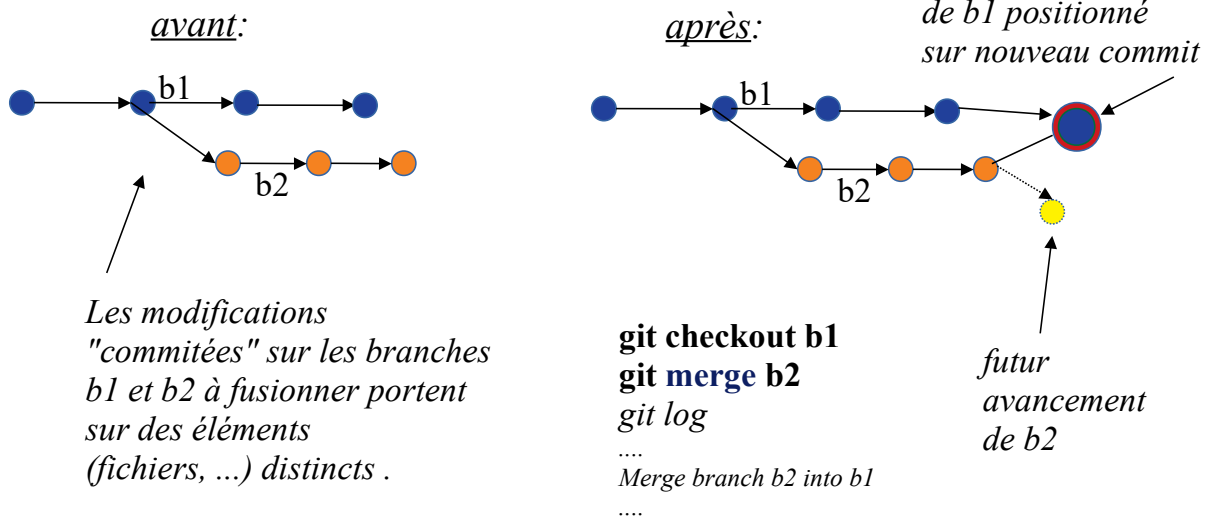 avant:
b1
b2
Les modifications
"commitées" sur les branches
b1 et b2 à fusionner portent
sur des éléments
(fichiers, ...) distincts .
après:
de b1 positionné
sur nouveau commit
b1
b2
git checkout b1
git merge b2
git log
....
Merge branch b2 into b1
....
futur
avancement
de b2